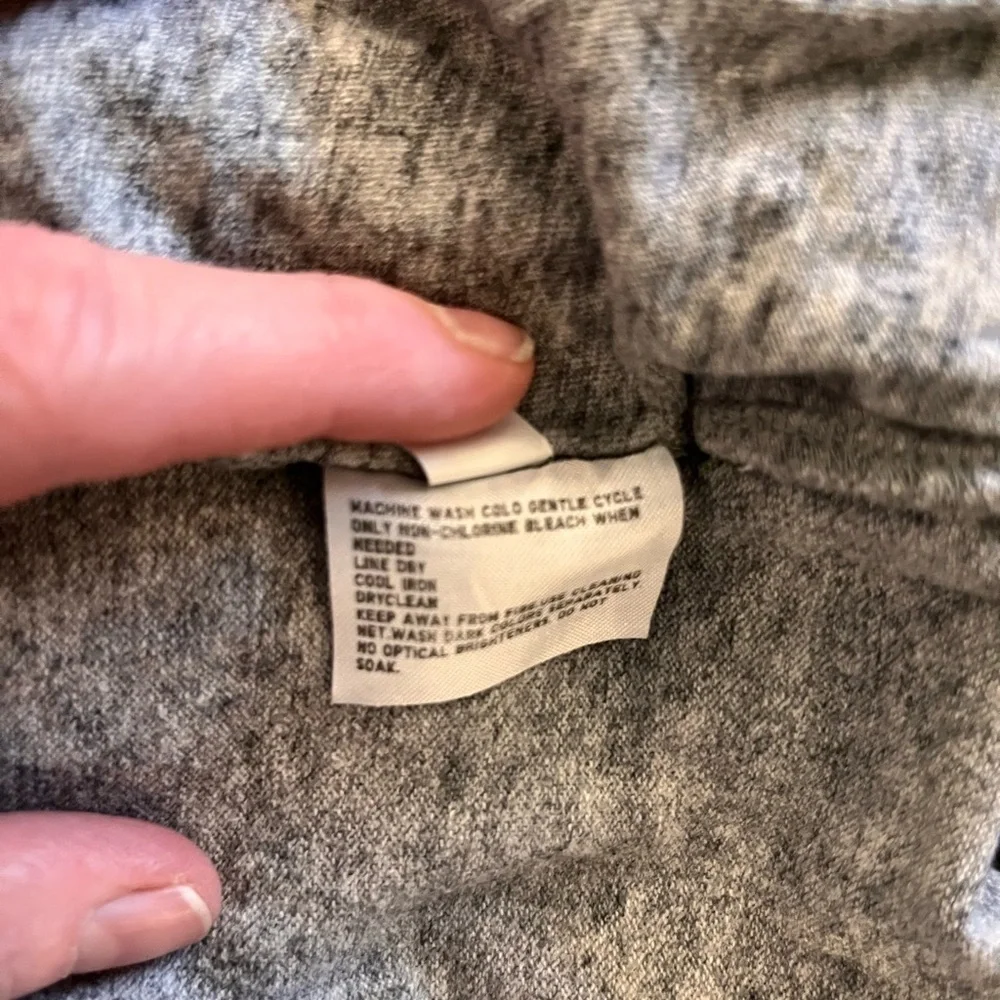 MACHINE WASH COLD GENTLE CYCLE
ONLY NON-CHLORINE BLEACH WHEN
NEEDED
LINE DRY
COOL IRON
DRYCLEAN
KEEP AWAY FROM FIRE.USE CLEANING
NET.WASH DARK COLORS SEPARATELY.
NO OPTICAL BRIGHTENERS. DO NOT
SOAK.